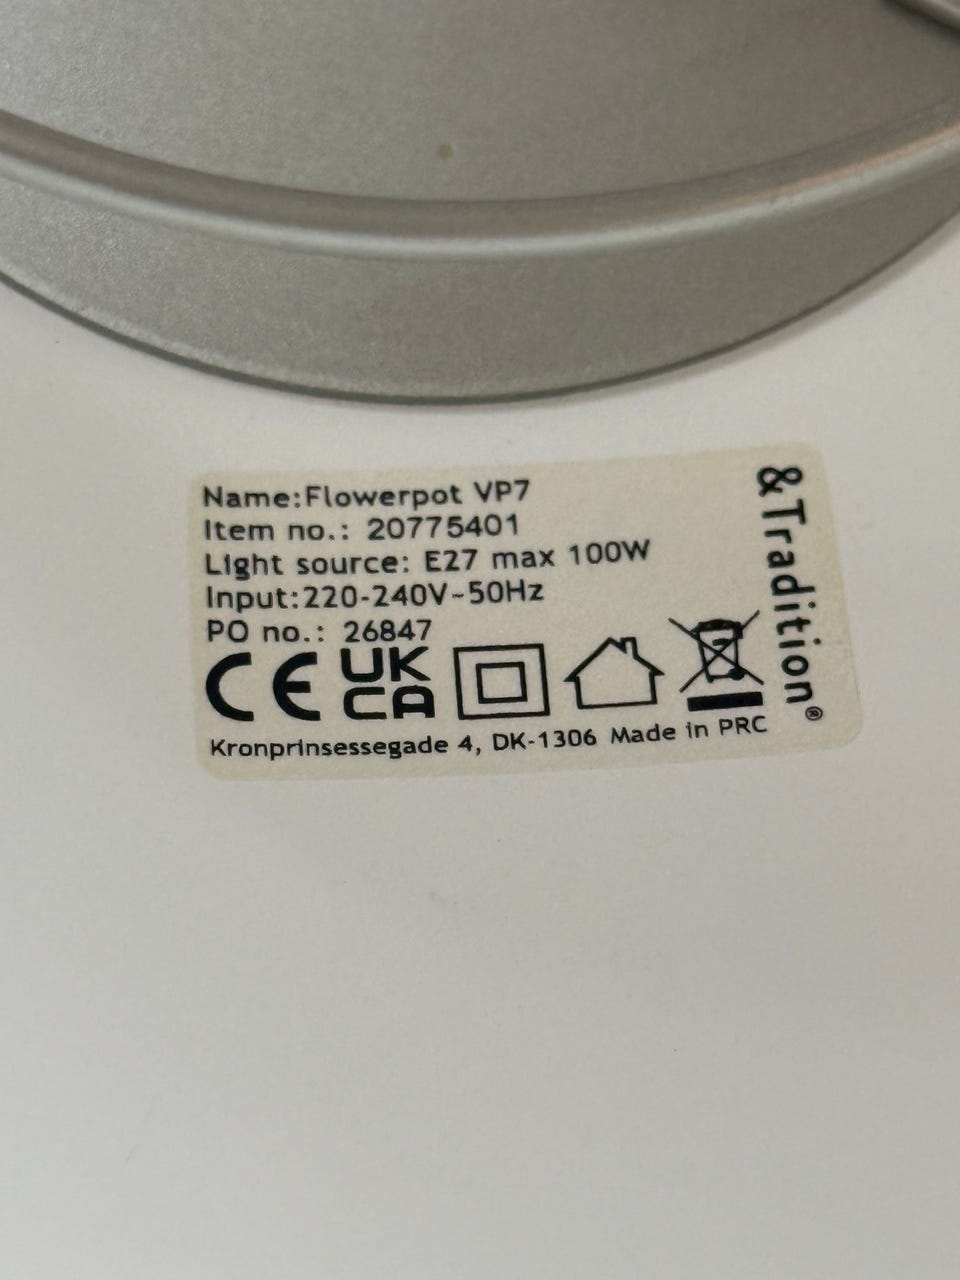 Name:Flowerpot VP7
Item no.: 20775401
Light source: E27 max 100W
Input:220-240V~50Hz
PO no.: 26847
CE UK
CA
Kronprinsessegade 4, DK-1306 Made in PRC
&Tradition®